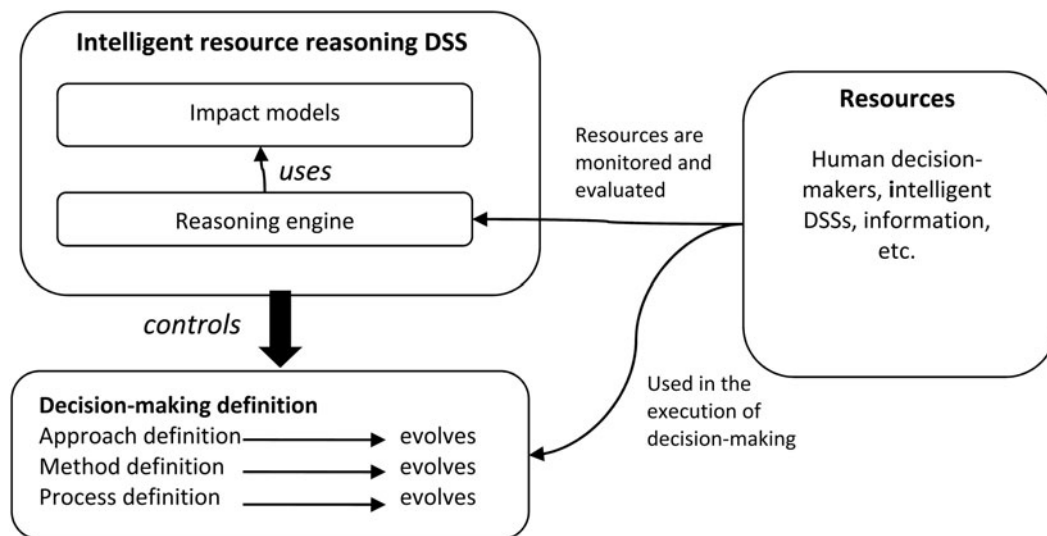 Intelligent resource reasoning DSS
Impact models
uses
Reasoning engine
controls
Resources are
monitored and
evaluated
Resources
Human decision-
makers, intelligent
DSSs, information,
etc.
Used in the
execution of
decision-making
Decision-making definition
Approach definition evolves
Method definition evolves
Process definition evolves